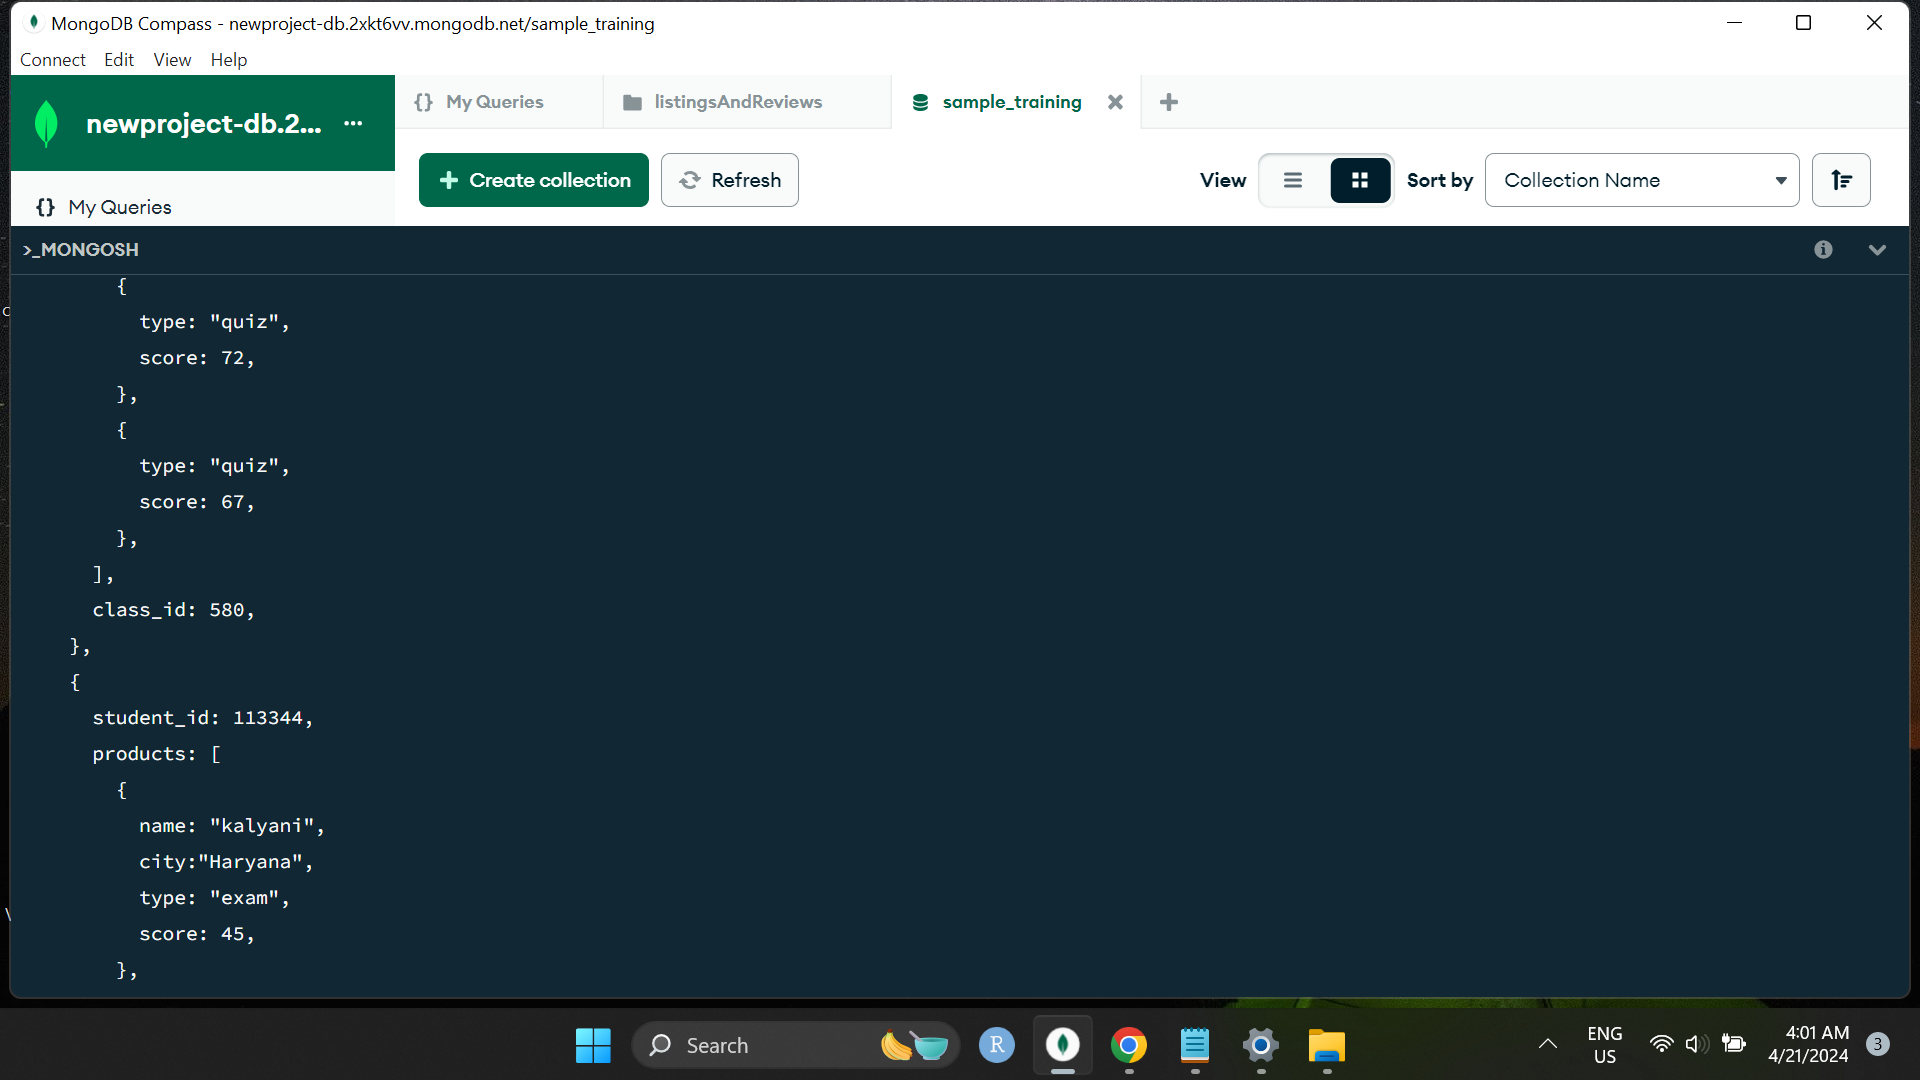 MongoDB Compass - newproject-db.2xkt6vv.mongodb.net/sample_training
Connect Edit View Help
newproject-db.2... ...
{} My Queries
listingsAndReviews
sample_training
Create collection
Refresh
View
Sort by
Collection Name
{} My Queries
>_MONGOSH
{
type: "quiz",
score: 72,
},
{
type: "quiz",
score: 67,
},
],
class_id: 580,
},
{
student_id: 113344,
products: [
{
name: "kalyani",
city:"Haryana",
type: "exam",
score: 45,
},
Search
R
ENG
US
4:01 AM
4/21/2024
3